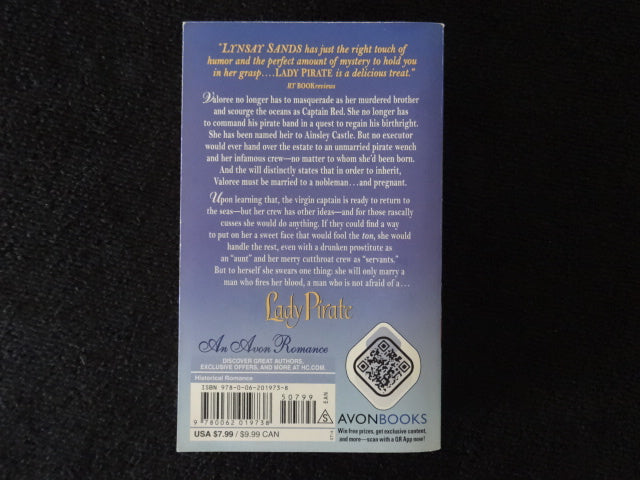 "LYNSAY SANDS has just the right touch of
humor and the perfect amount of mystery to hold you
in her grasp....LADY PIRATE is a delicious treat."
RT BOOKreviews
Valoree no longer has to masquerade as her murdered brother
and scourge the oceans as Captain Red. She no longer has
to command his pirate band in a quest to regain his birthright.
She has been named heir to Ainsley Castle. But no executor
would ever hand over the estate to an unmarried pirate wench
and her infamous crew—no matter to whom she'd been born.
And the will distinctly states that in order to inherit,
Valoree must be married to a nobleman...and pregnant.
Upon learning that, the virgin captain is ready to return to
the seas—but her crew has other ideas—and for those rascally
cusses she would do anything. If they could find a way
to put on her a sweet face that would fool the ton, she would
handle the rest, even with a drunken prostitute as
an "aunt" and her merry cutthroat crew as "servants."
But to herself she swears one thing: she will only marry a
man who fires her blood, a man who is not afraid of a...
Lady Pirate
An Avon Romance
DISCOVER GREAT AUTHORS,
EXCLUSIVE OFFERS, AND MORE AT HC.COM.
Historical Romance
ISBN 978-0-06-201973-8
50799
EAN
S
9 780062 019738
USA $7.99 / $9.99 CAN
AVONBOOKS
Win free prizes, get exclusive content,
and more—scan with a QR App now!